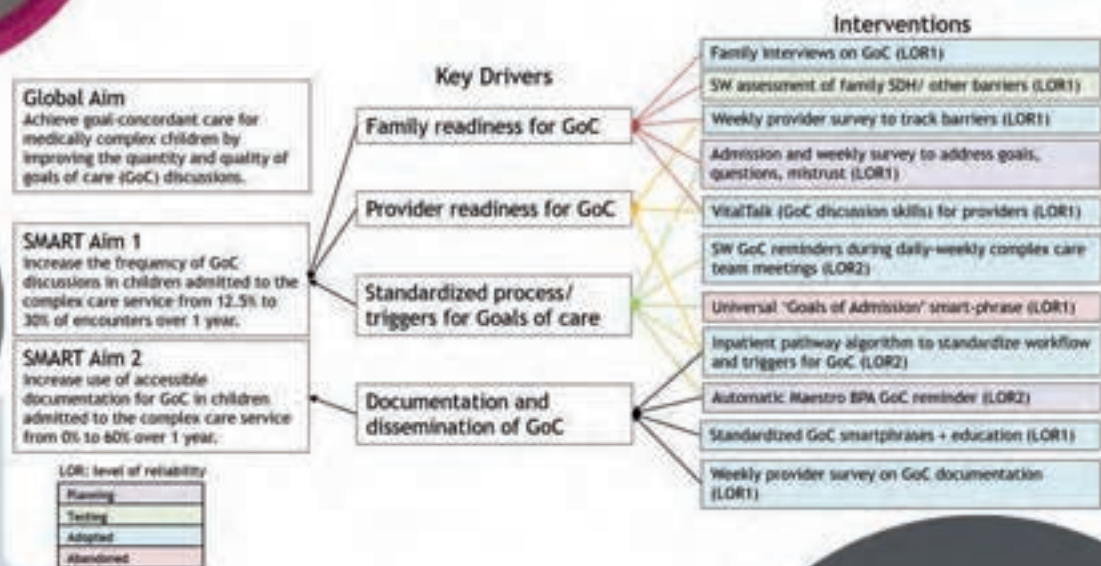 Global Aim
Achieve goal-concordant care for
medically complex children by
improving the quantity and quality of
goals of care (GoC) discussions.
SMART Aim 1
Increase the frequency of GoC
discussions in children admitted to the
complex care service from 12.5% to
30% of encounters over 1 year.
SMART Aim 2
Increase use of accessible
documentation for GoC in children
admitted to the complex care service
from 0% to 60% over 1 year.
LOR: level of reliability
Planning
Testing
Adopted
Abandoned
Key Drivers
Family readiness for GoC
Provider readiness for GoC
Standardized process/
triggers for Goals of care
Documentation and
dissemination of GoC
Interventions
Family Interviews on GoC (LOR1)
SW assessment of family SDH/ other barriers (LOR1)
Weekly provider survey to track barriers (LOR1)
Admission and weekly survey to address goals,
questions, mistrust (LOR1)
VitalTalk (GoC discussion skills) for providers (LOR1)
SW GoC reminders during daily-weekly complex care
team meetings (LOR2)
Universal "Goals of Admission" smart-phrase (LOR1)
Inpatient pathway algorithm to standardize workflow
and triggers for GoC (LOR2)
Automatic Maestro BPA GoC reminder (LOR2)
Standardized GoC smartphrases + education (LOR1)
Weekly provider survey on GoC documentation
(LOR1)